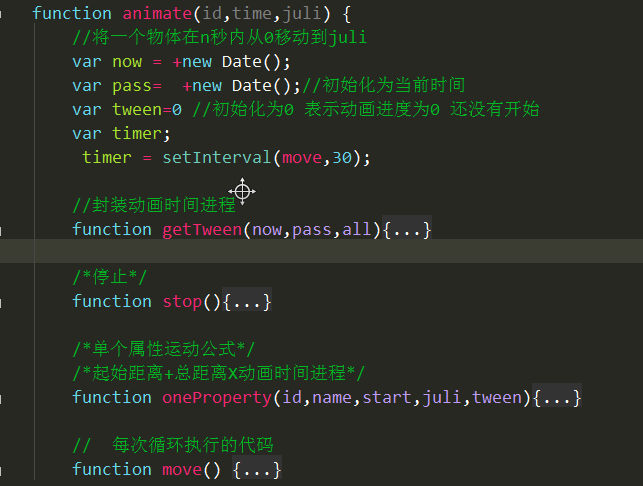 function animate(id,time,juli) {
//将一个物体在n秒内从0移动到juli
var now = +new Date();
var pass=  +new Date();//初始化为当前时间
var tween=0 //初始化为0 表示动画进度为0 还没有开始
var timer;
timer = setInterval(move,30);
//封装动画时间进程
function getTween(now,pass,all){...}
/*停止*/
function stop(){...}
/*单个属性运动公式*/
/*起始距离+总距离X动画时间进程*/
function oneProperty(id,name,start,juli,tween){...}
//  每次循环执行的代码
function move() {...}